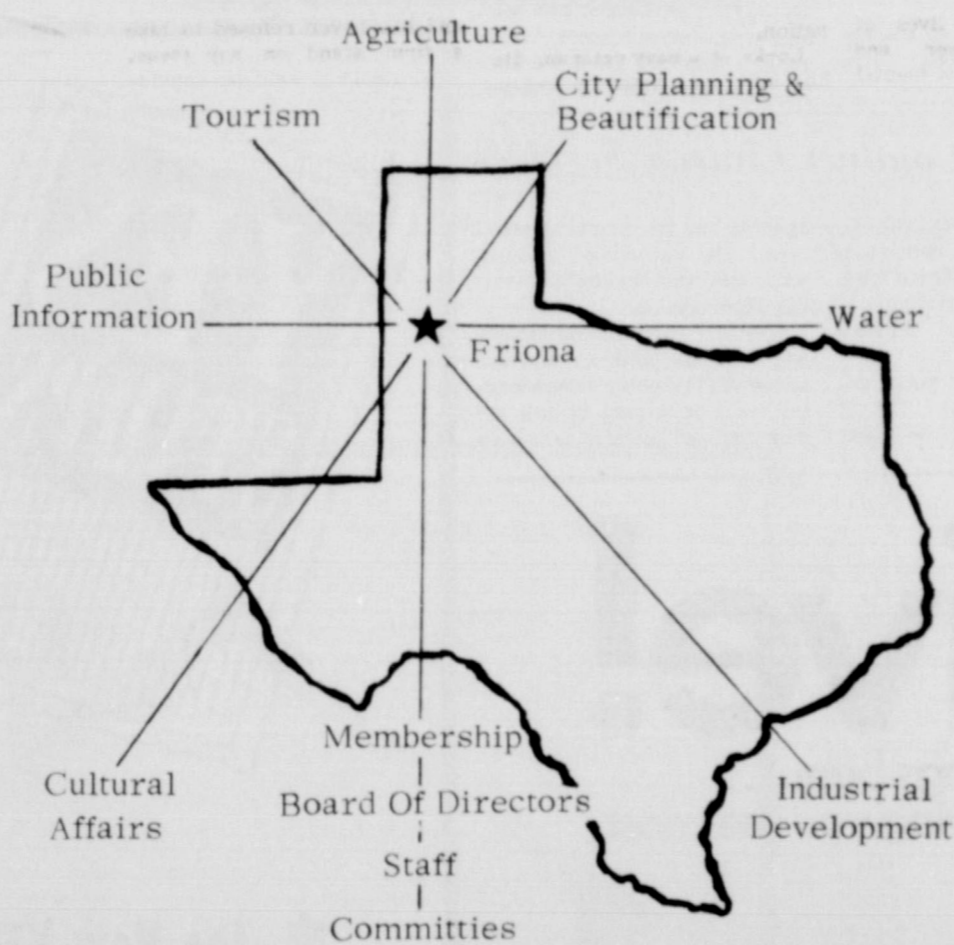 Agriculture
City Planning &
Beautification
Tourism
Public
Information
Water
Friona
Membership
Board Of Directors
Staff
Committies
Cultural
Affairs
Industrial
Development